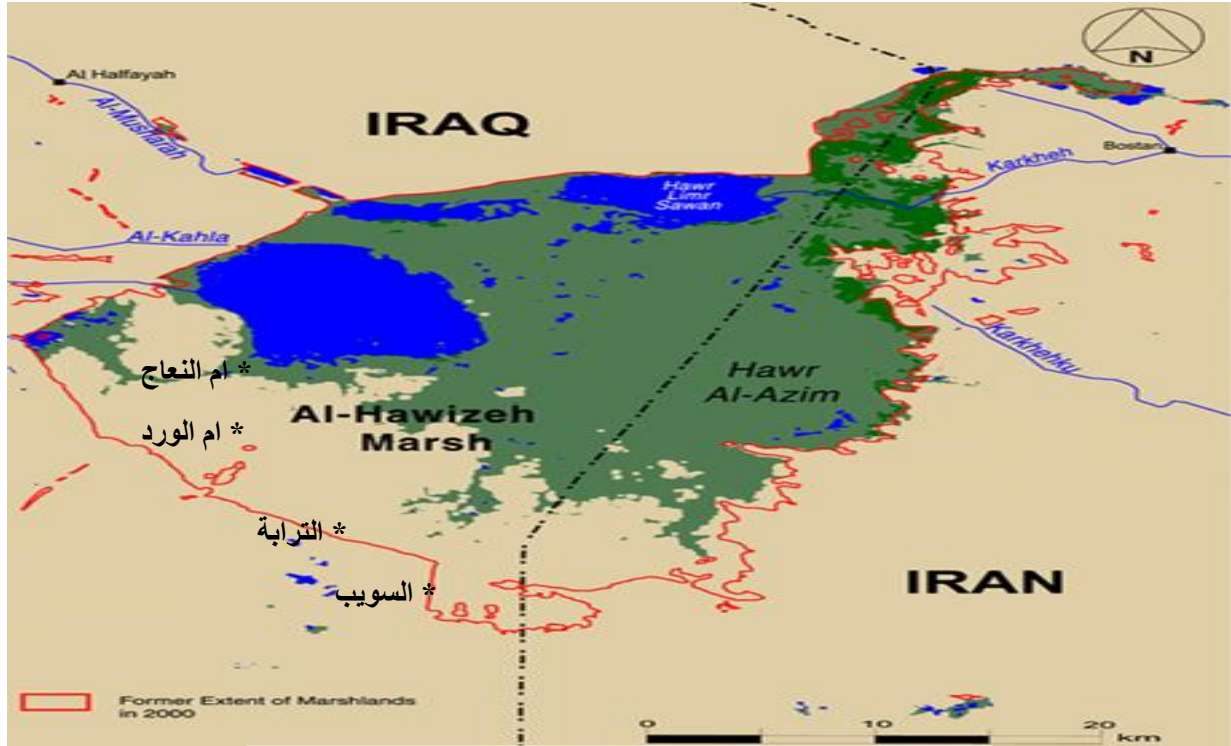 N
Al Halfayah
Al-Musharah
IRAQ
Bostan
Karkheh
Hawr
Limr
Sawan
Al-Kahla
Karkhehku
* ام النعاج
Hawr
Al-Azim
Al-Hawizeh
Marsh
* ام الورد
* الترابة
* السويب
IRAN
Former Extent of Marshlands
in 2000
0 10 20
km